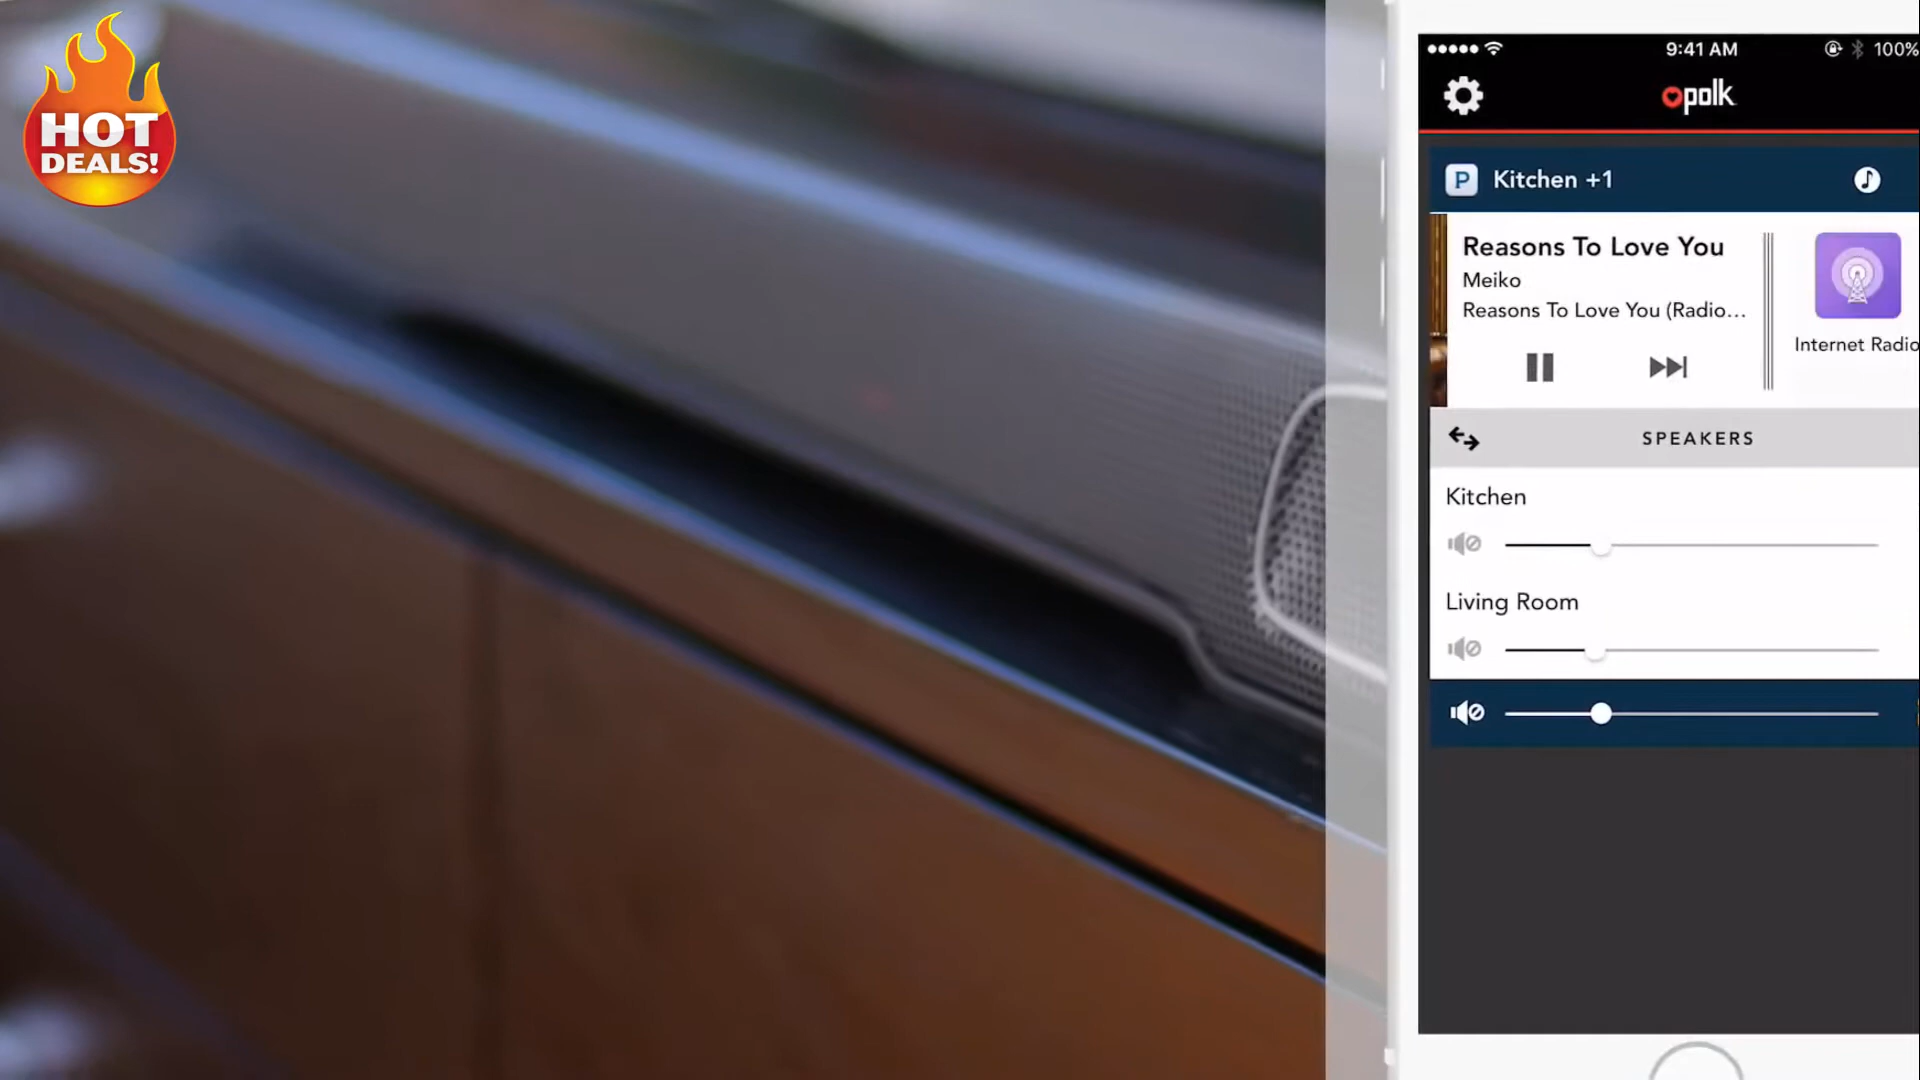 HOT
DEALS!
9:41 AM
100%
polk
P
Kitchen +1
Reasons To Love You
Meiko
Reasons To Love You (Radio...
Internet Radio
SPEAKERS
Kitchen
Living Room